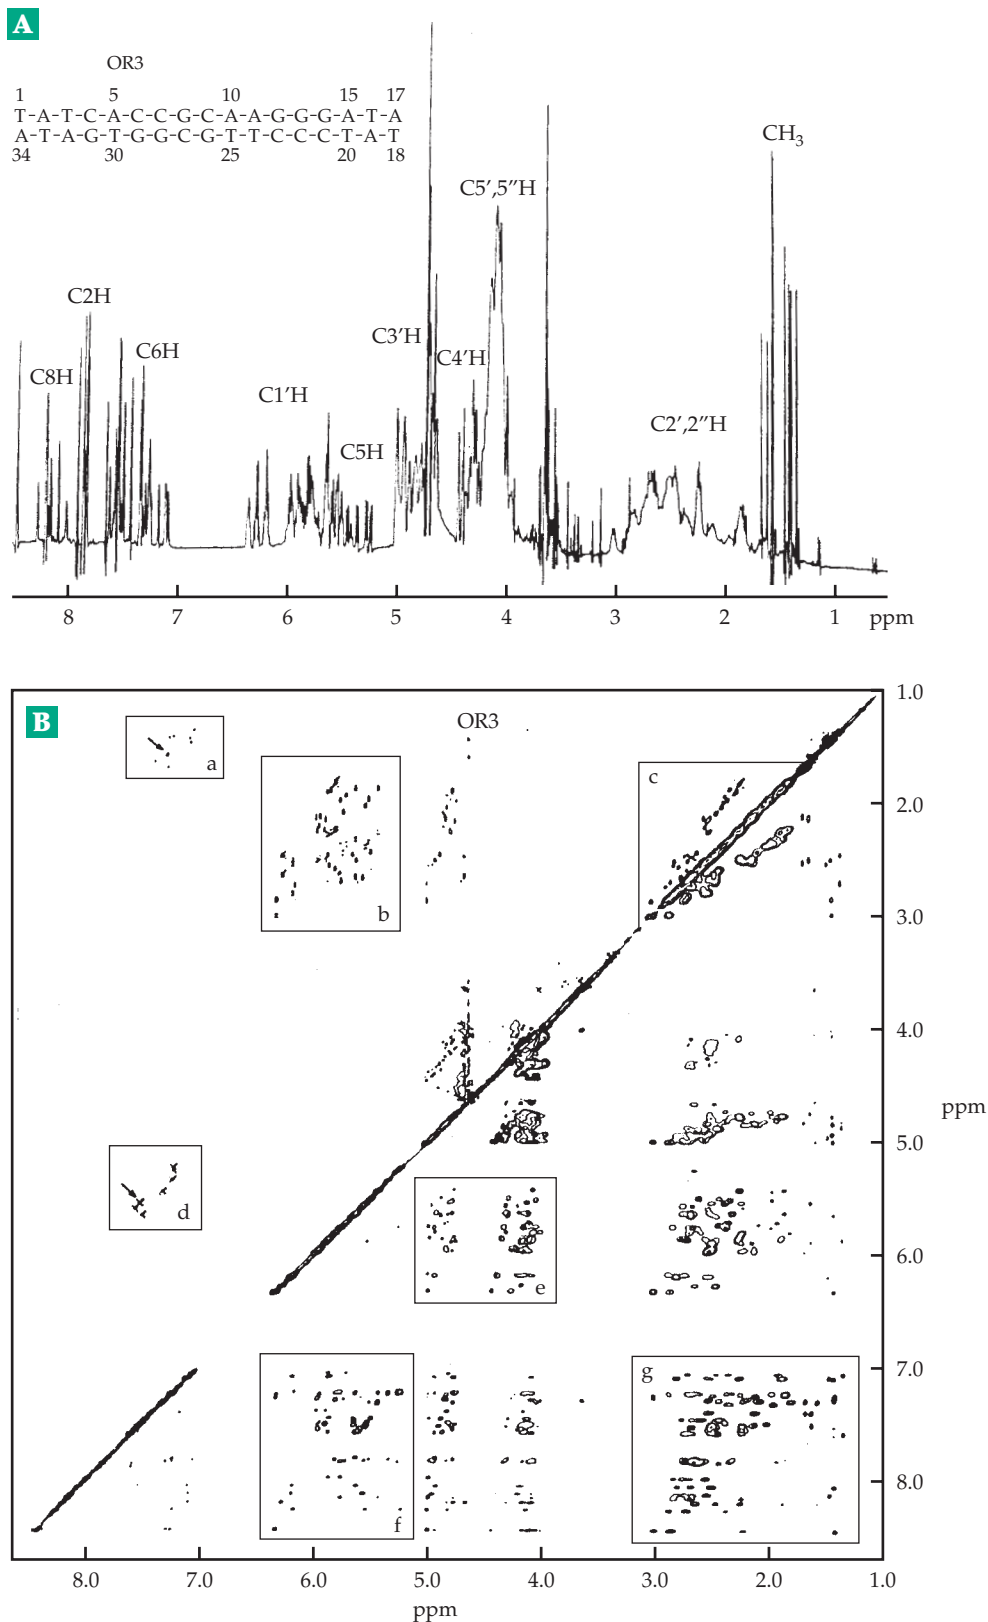 A
OR3
1 5 10 15 17
T-A-T-C-A-C-C-G-C-A-A-G-G-G-A-T-A
A-T-A-G-T-G-G-C-G-T-T-C-C-C-T-A-T
34 30 25 20 18
CH3
C5',5″H
C2H
C3'H
C6H
C4'H
C8H
C1'H
C2',2″H
C5H
8 7 6 5 4 3 2 1 ppm
B
OR3
1.0
a
b
c
2.0
3.0
4.0
ppm
5.0
d
e
6.0
7.0
f
g
8.0
8.0 7.0 6.0 5.0 4.0 3.0 2.0 1.0
ppm